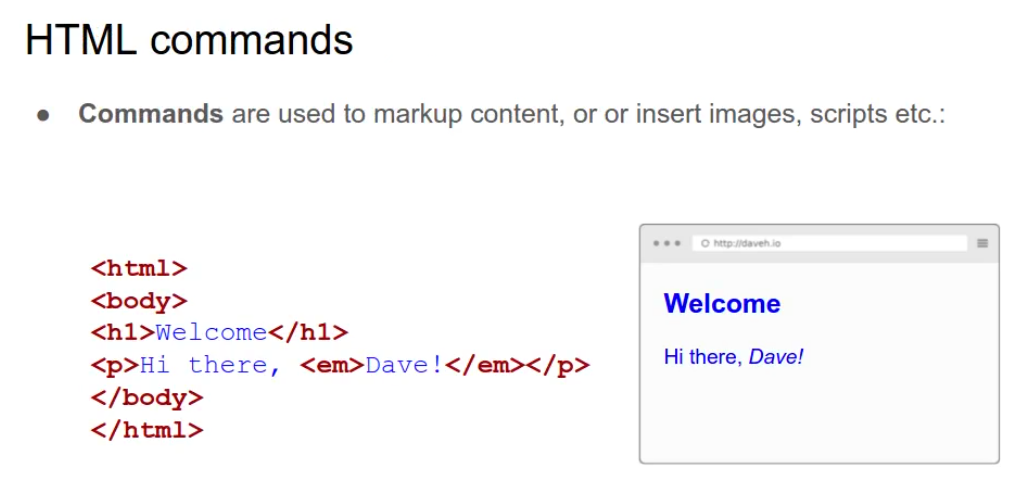 HTML commands
● Commands are used to markup content, or or insert images, scripts etc.:
http://daveh.io
<html>
<body>
<h1>Welcome</h1>
<p>Hi there, <em>Dave!</em></p>
</body>
</html>
Welcome
Hi there, Dave!